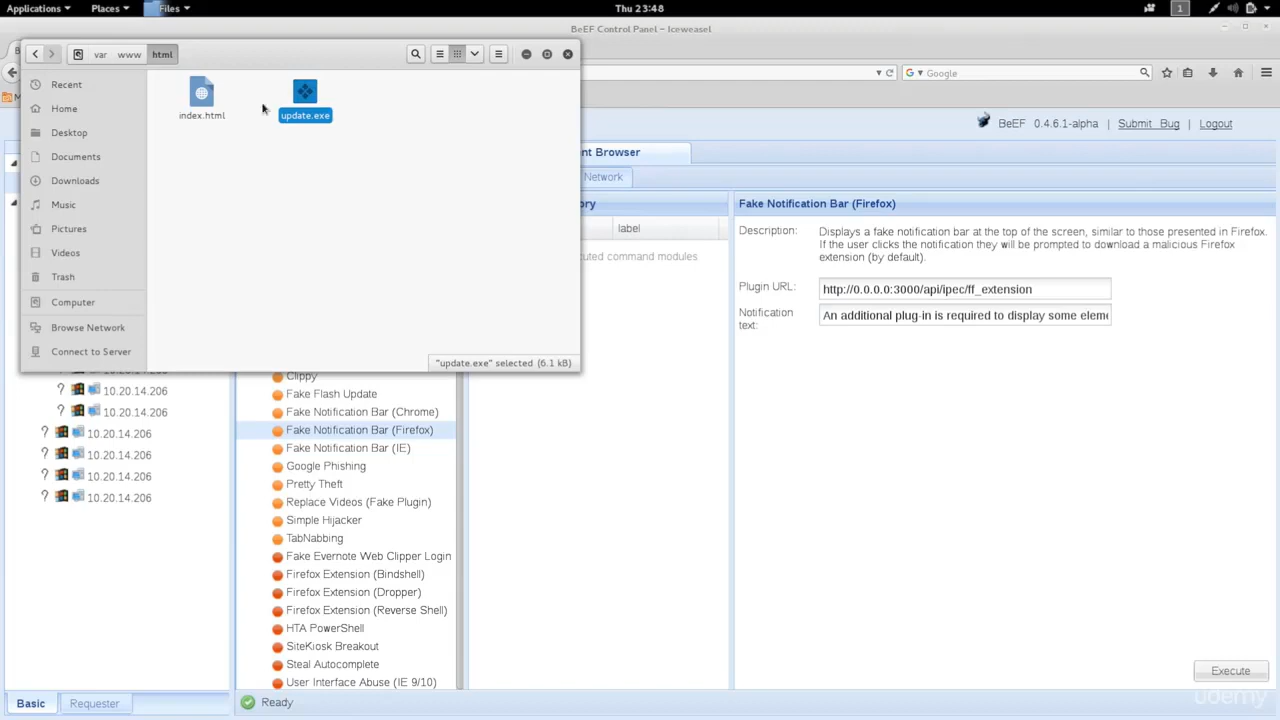 Applications Places Files Thu 23:48 1
BeEF Control Panel - Iceweasel
var www html
Google
Recent
Home
Desktop
Documents
Downloads
Music
Pictures
Videos
Trash
Computer
Browse Network
Connect to Server
index.html
update.exe
"update.exe" selected (6.1 kB)
BeEF 0.4.6.1-alpha | Submit Bug | Logout
nt Browser
Network
ory
label
uted command modules
10.20.14.206
10.20.14.206
10.20.14.206
10.20.14.206
10.20.14.206
10.20.14.206
Basic Requester
Clippy
Fake Flash Update
Fake Notification Bar (Chrome)
Fake Notification Bar (Firefox)
Fake Notification Bar (IE)
Google Phishing
Pretty Theft
Replace Videos (Fake Plugin)
Simple Hijacker
TabNabbing
Fake Evernote Web Clipper Login
Firefox Extension (Bindshell)
Firefox Extension (Dropper)
Firefox Extension (Reverse Shell)
HTA PowerShell
SiteKiosk Breakout
Steal Autocomplete
User Interface Abuse (IE 9/10)
Ready
Fake Notification Bar (Firefox)
Description: Displays a fake notification bar at the top of the screen, similar to those presented in Firefox.
If the user clicks the notification they will be prompted to download a malicious Firefox
extension (by default).
Plugin URL: http://0.0.0.0:3000/api/ipec/ff_extension
Notification text: An additional plug-in is required to display some eleme
Execute
udemy